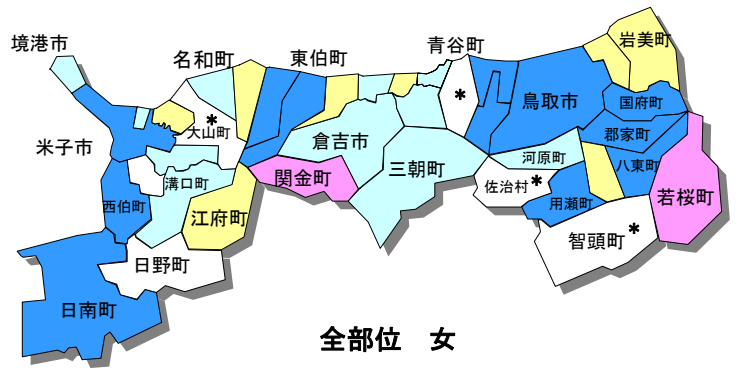 境港市
名和町
東伯町
青谷町
岩美町
*
鳥取市
国府町
*
大山町
米子市
倉吉市
郡家町
三朝町
河原町
八東町
関金町
溝口町
佐治村*
若桜町
西伯町
江府町
用瀬町
智頭町*
日野町
日南町
全部位 女